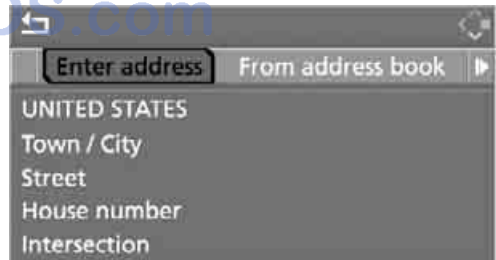 Enter address From address book
UNITED STATES
Town / City
Street
House number
Intersection